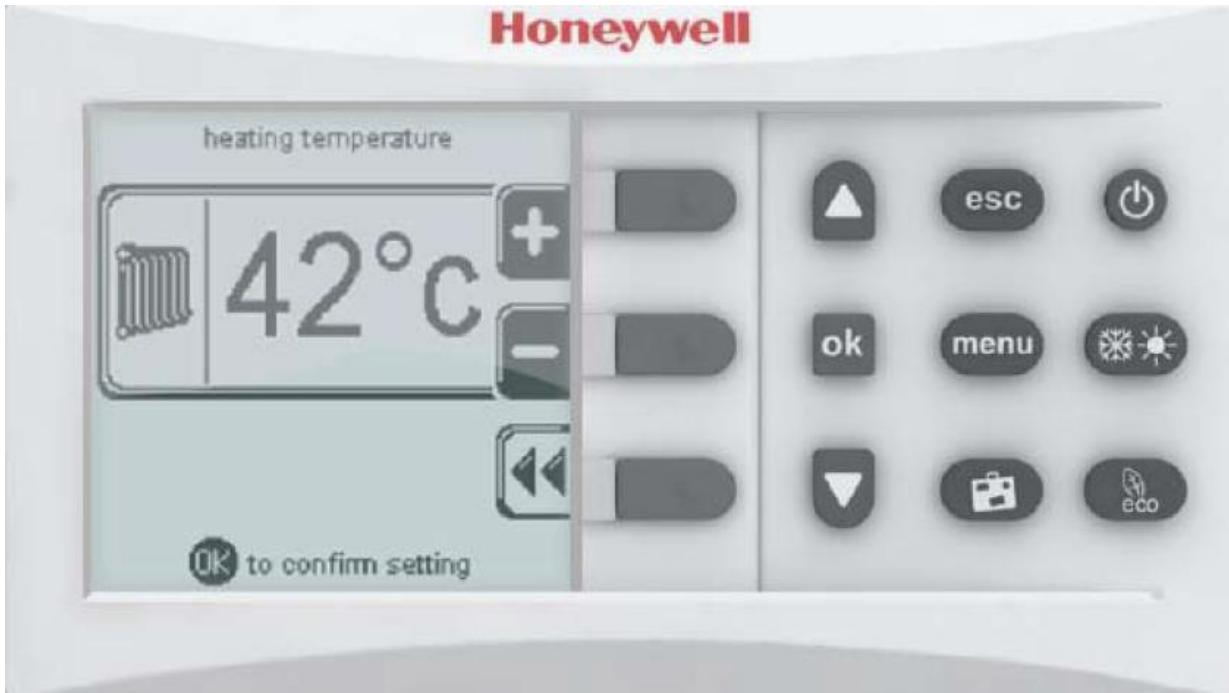 Honeywell
heating temperature
42°C
+
−
OK to confirm setting
esc
ok
menu
eco